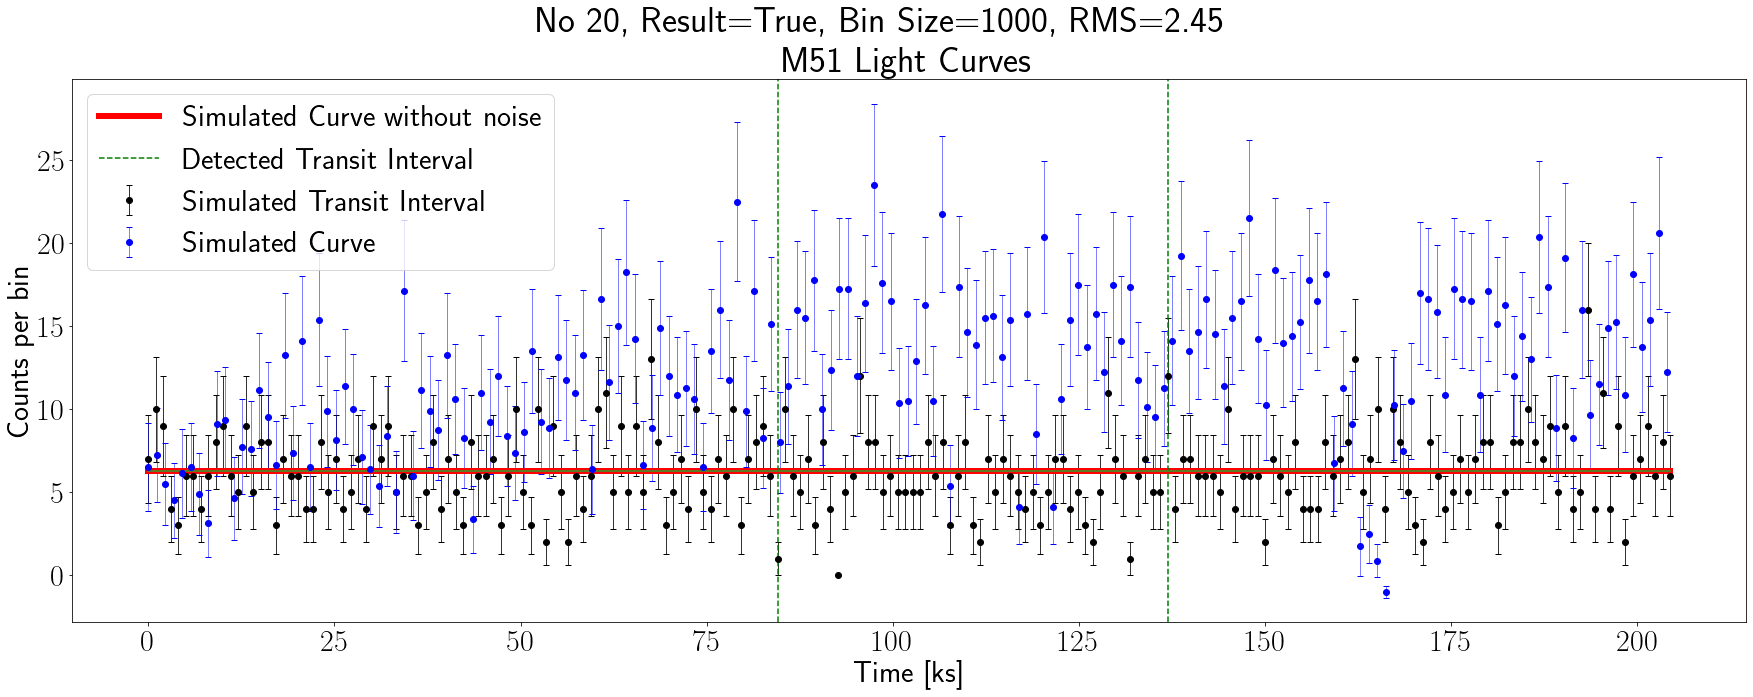 No 20, Result=True, Bin Size=1000, RMS=2.45
M51 Light Curves
Simulated Curve without noise
Detected Transit Interval
Simulated Transit Interval
Simulated Curve
Counts per bin
25
20
15
10
5
0
0 25 50 75 100 125 150 175 200
Time [ks]